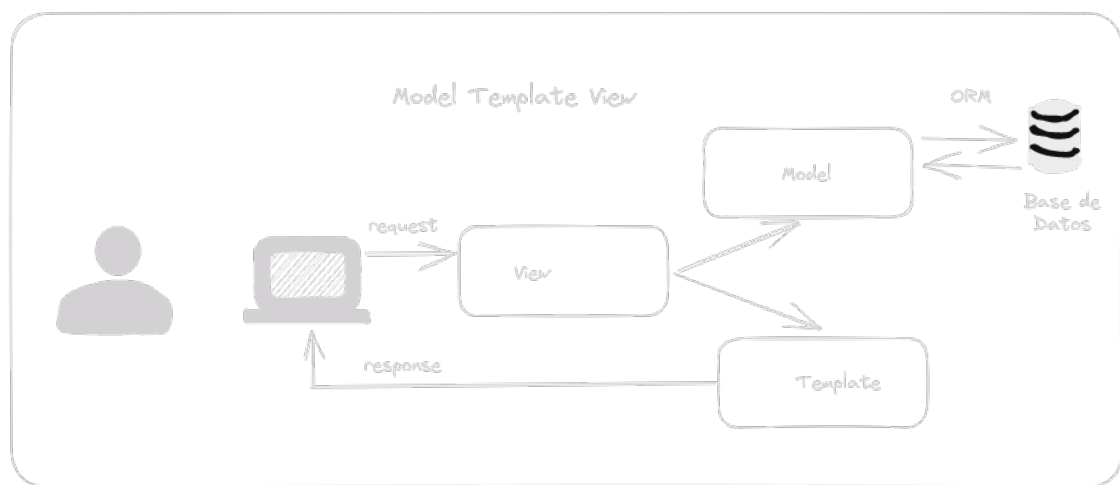 Model Template View
ORM
Model
Base de
Datos
request
View
response
Template